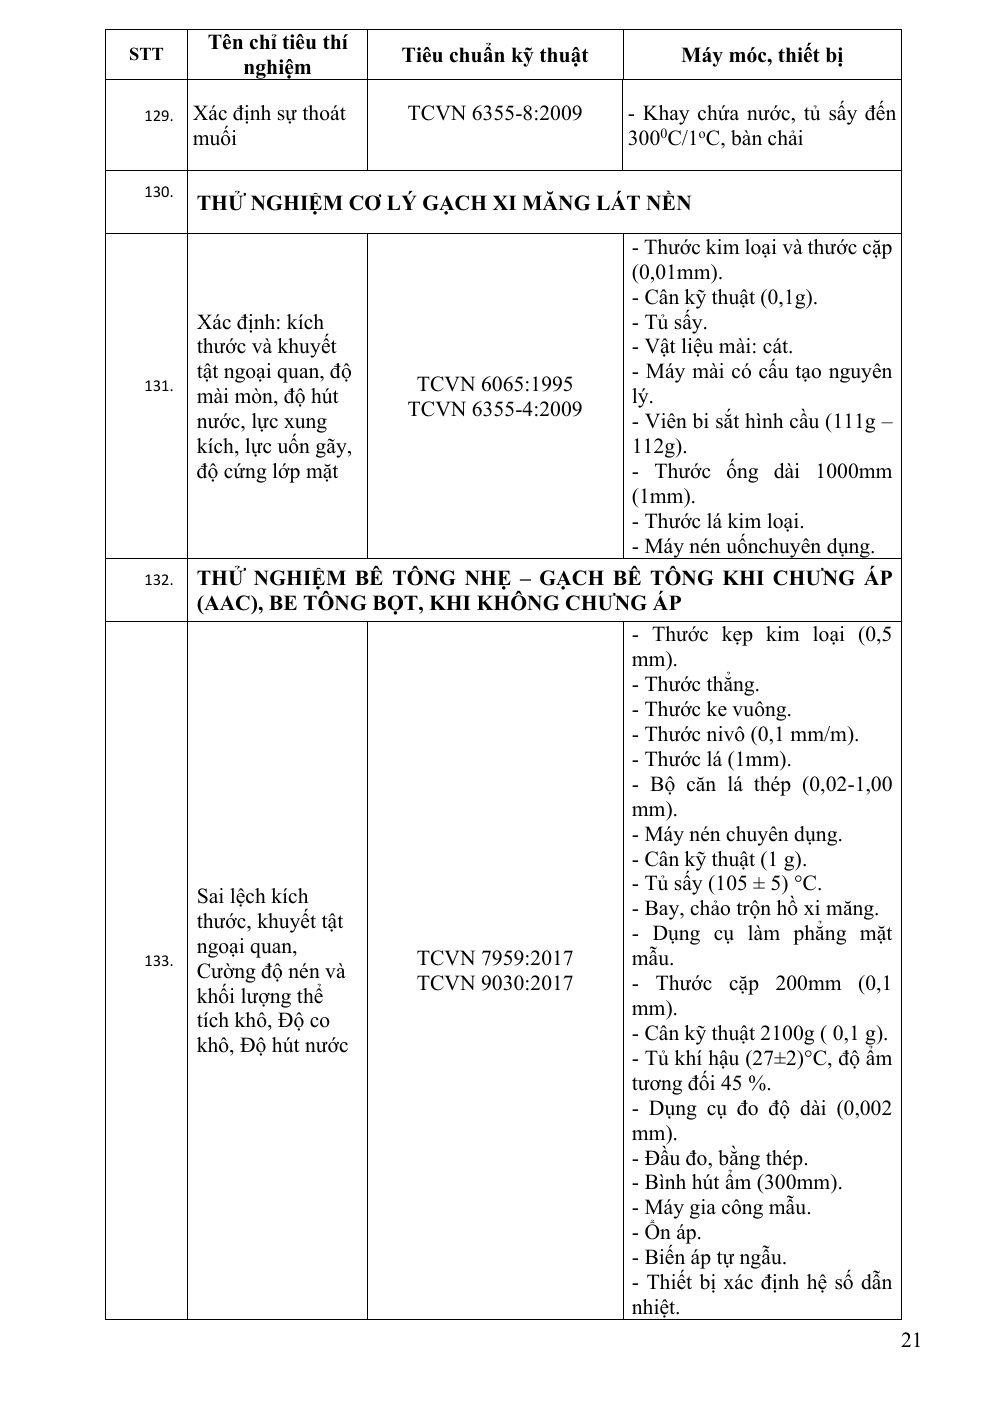 STT
Tên chỉ tiêu thí
nghiệm
Tiêu chuẩn kỹ thuật
Máy móc, thiết bị
129.
Xác định sự thoát
muối
TCVN 6355-8:2009
- Khay chứa nước, tủ sấy đến
300⁰C/1ᵒC, bàn chải
130.
THỬ NGHIỆM CƠ LÝ GẠCH XI MĂNG LÁT NỀN
131.
Xác định: kích
thước và khuyết
tật ngoại quan, độ
mài mòn, độ hút
nước, lực xung
kích, lực uốn gãy,
độ cứng lớp mặt
TCVN 6065:1995
TCVN 6355-4:2009
- Thước kim loại và thước cặp
(0,01mm).
- Cân kỹ thuật (0,1g).
- Tủ sấy.
- Vật liệu mài: cát.
- Máy mài có cấu tạo nguyên
lý.
- Viên bi sắt hình cầu (111g –
112g).
- Thước ống dài 1000mm
(1mm).
- Thước lá kim loại.
- Máy nén uốnchuyên dụng.
132.
THỬ NGHIỆM BÊ TÔNG NHẸ – GẠCH BÊ TÔNG KHI CHƯNG ÁP
(AAC), BE TÔNG BỌT, KHI KHÔNG CHƯNG ÁP
133.
Sai lệch kích
thước, khuyết tật
ngoại quan,
Cường độ nén và
khối lượng thể
tích khô, Độ co
khô, Độ hút nước
TCVN 7959:2017
TCVN 9030:2017
- Thước kẹp kim loại (0,5
mm).
- Thước thẳng.
- Thước ke vuông.
- Thước nivô (0,1 mm/m).
- Thước lá (1mm).
- Bộ căn lá thép (0,02-1,00
mm).
- Máy nén chuyên dụng.
- Cân kỹ thuật (1 g).
- Tủ sấy (105 ± 5) °C.
- Bay, chảo trộn hồ xi măng.
- Dụng cụ làm phẳng mặt
mẫu.
- Thước cặp 200mm (0,1
mm).
- Cân kỹ thuật 2100g ( 0,1 g).
- Tủ khí hậu (27±2)°C, độ ẩm
tương đối 45 %.
- Dụng cụ đo độ dài (0,002
mm).
- Đầu đo, bằng thép.
- Bình hút ẩm (300mm).
- Máy gia công mẫu.
- Ổn áp.
- Biến áp tự ngẫu.
- Thiết bị xác định hệ số dẫn
nhiệt.
21